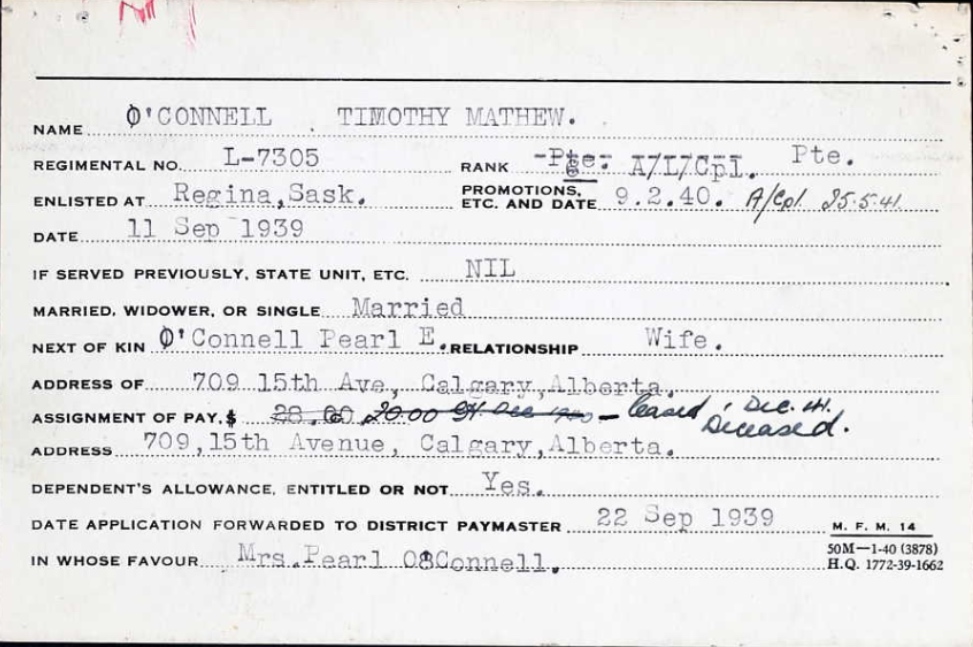 NAME O'CONNELL TIMOTHY MATHEW.
REGIMENTAL NO. L-7305 RANK -Pte- A/L/Cpl. Pte.
ENLISTED AT Regina,Sask. PROMOTIONS, ETC. AND DATE 9.2.40. A/Cpl. 25.5.41.
DATE 11 Sep 1939
IF SERVED PREVIOUSLY, STATE UNIT, ETC. NIL
MARRIED, WIDOWER, OR SINGLE Married
NEXT OF KIN O'Connell Pearl E. RELATIONSHIP Wife.
ADDRESS OF 709 15th Ave, Calgary,Alberta.
ASSIGNMENT OF PAY, $ 20.00 Dec Ceased 1 Dec. 41. Deceased.
ADDRESS 709,15th Avenue, Calgary,Alberta.
DEPENDENT'S ALLOWANCE, ENTITLED OR NOT Yes.
DATE APPLICATION FORWARDED TO DISTRICT PAYMASTER 22 Sep 1939
IN WHOSE FAVOUR Mrs.Pearl O8Connell.
M. F. M. 14
50M—1-40 (3878)
H.Q. 1772-39-1662